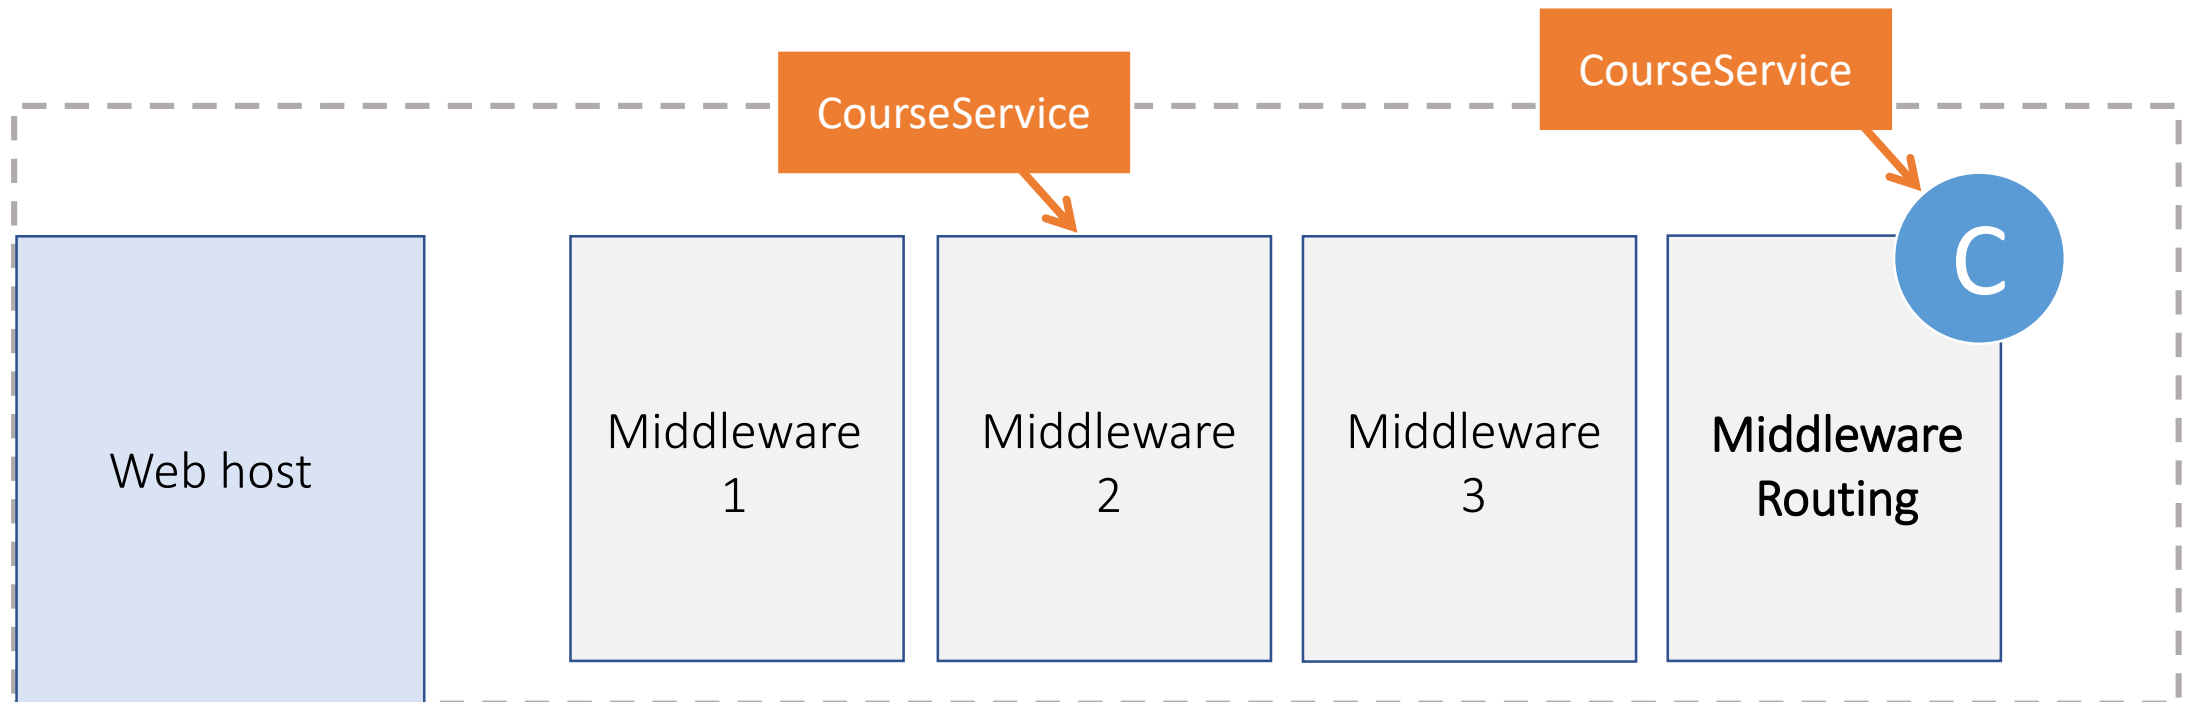 CourseService
CourseService
C
Web host
Middleware
1
Middleware
2
Middleware
3
Middleware
Routing